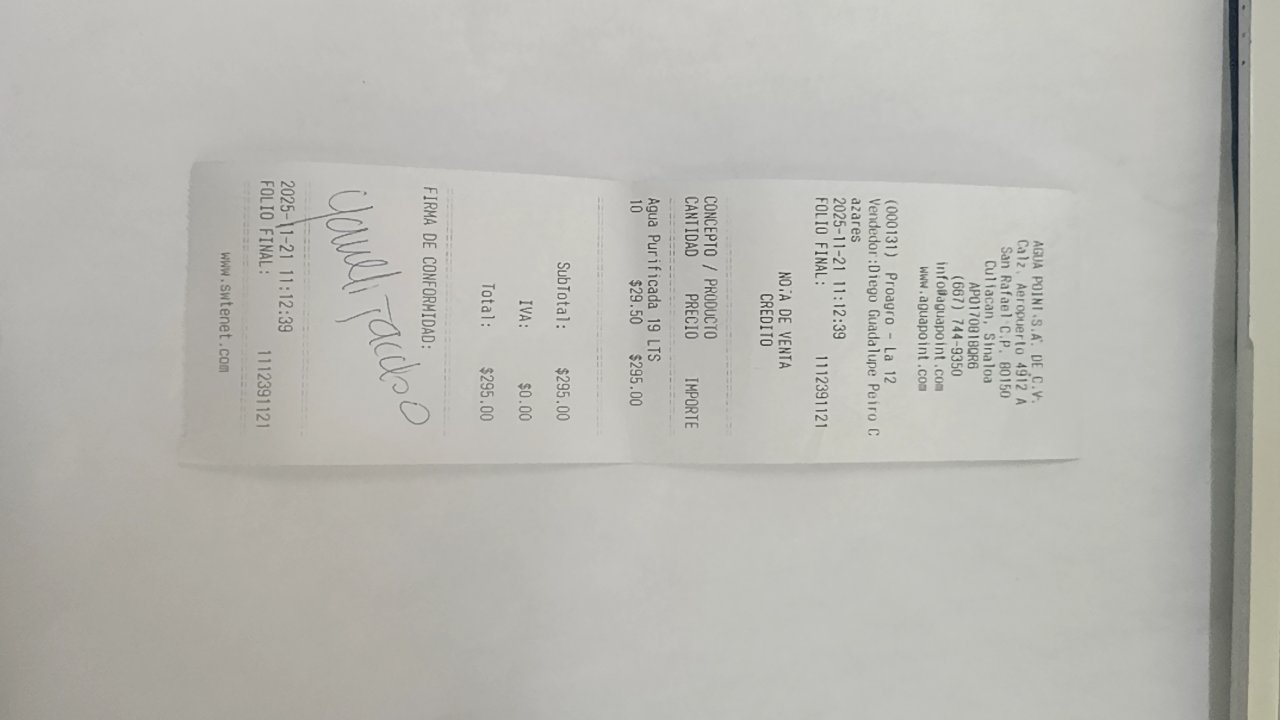 AGUA POINT S.A. DE C.V.
Calz. Aeropuerto 4912 A
San Rafael C.P. 80150
Culiacan, Sinaloa
APO170818QR6
(667) 744-9350
info@aguapoint.com
www.aguapoint.com
(000131) Proagro - La 12
Vendedor:Diego Guadalupe Peiro C
azares
2025-11-21 11:12:39
FOLIO FINAL: 1112391121
NOTA DE VENTA
CREDITO
CONCEPTO / PRODUCTO
CANTIDAD PRECIO IMPORTE
Agua Purificada 19 LTS
10 $29.50 $295.00
SubTotal: $295.00
IVA: $0.00
Total: $295.00
FIRMA DE CONFORMIDAD:
2025-11-21 11:12:39
FOLIO FINAL: 1112391121
www.swtenet.com